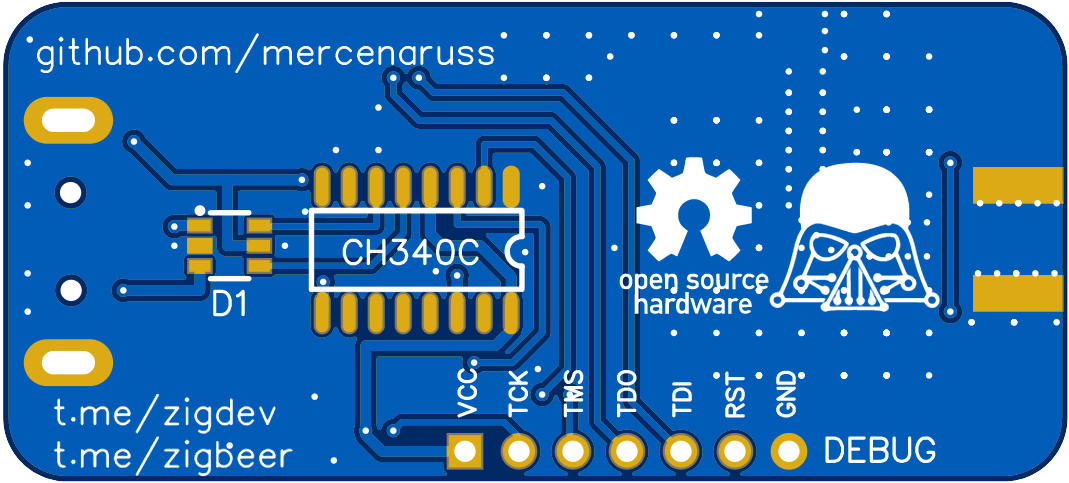 github.com/mercenaruss
CH340C
D1
open source
hardware
VCC
TCK
TMS
TDO
TDI
RST
GND
DEBUG
t.me/zigdev
t.me/zigbeer